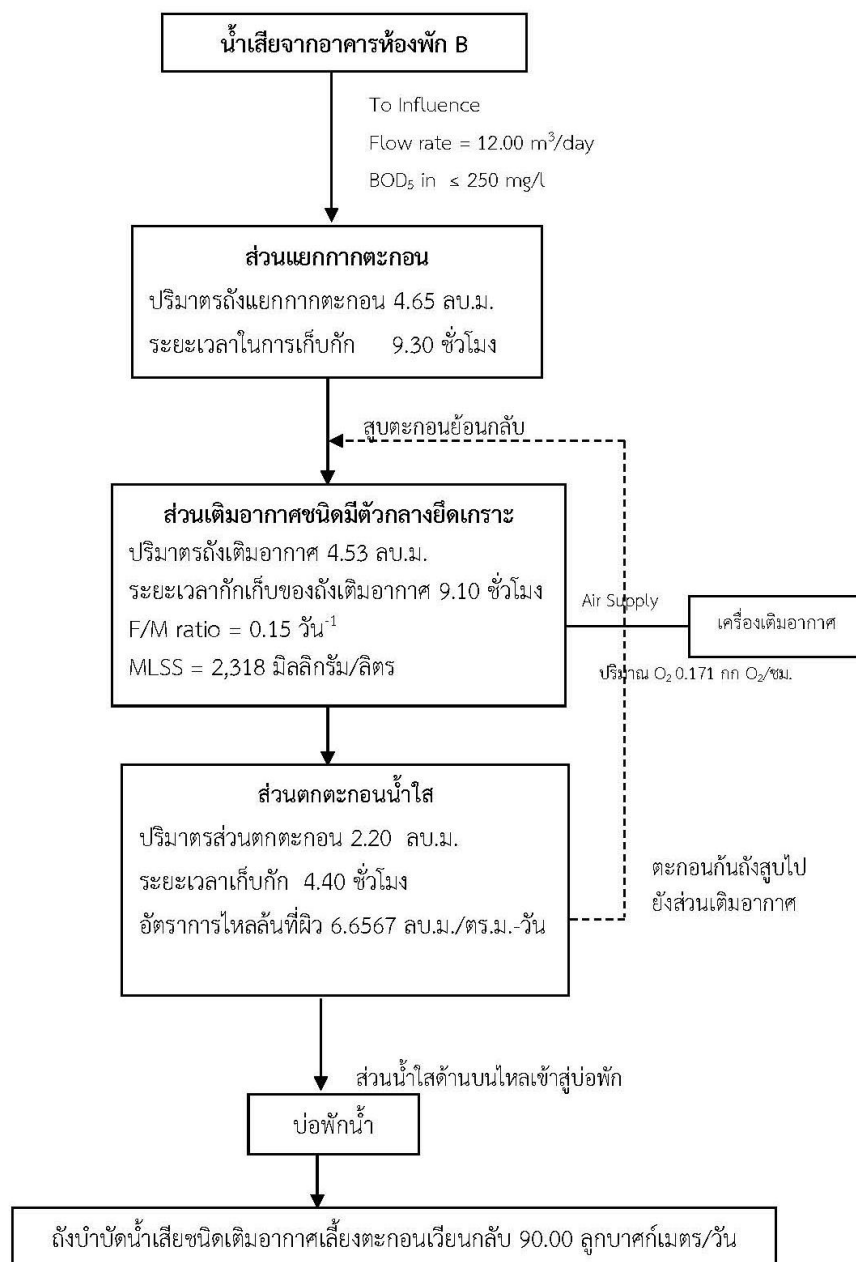 น้ำเสียจากอาคารห้องพัก B
To Influence
Flow rate = 12.00 m³/day
BOD₅ in ≤ 250 mg/l
ส่วนแยกกากตะกอน
ปริมาตรถังแยกกากตะกอน 4.65 ลบ.ม.
ระยะเวลาในการเก็บกัก 9.30 ชั่วโมง
สูบตะกอนย้อนกลับ
ส่วนเติมอากาศชนิดมีตัวกลางยึดเกราะ
ปริมาตรถังเติมอากาศ 4.53 ลบ.ม.
ระยะเวลากักเก็บของถังเติมอากาศ 9.10 ชั่วโมง
F/M ratio = 0.15 วัน⁻¹
MLSS = 2,318 มิลลิกรัม/ลิตร
Air Supply
เครื่องเติมอากาศ
ปริมาณ O₂ 0.171 กก O₂/ชม.
ส่วนตกตะกอนน้ำใส
ปริมาตรส่วนตกตะกอน 2.20 ลบ.ม.
ระยะเวลาเก็บกัก 4.40 ชั่วโมง
อัตราการไหลล้นที่ผิว 6.6567 ลบ.ม./ตร.ม.-วัน
ตะกอนก้นถังสูบไป
ยังส่วนเติมอากาศ
ส่วนน้ำใสด้านบนไหลเข้าสู่บ่อพัก
บ่อพักน้ำ
ถังบำบัดน้ำเสียชนิดเติมอากาศเลี้ยงตะกอนเวียนกลับ 90.00 ลูกบาศก์เมตร/วัน